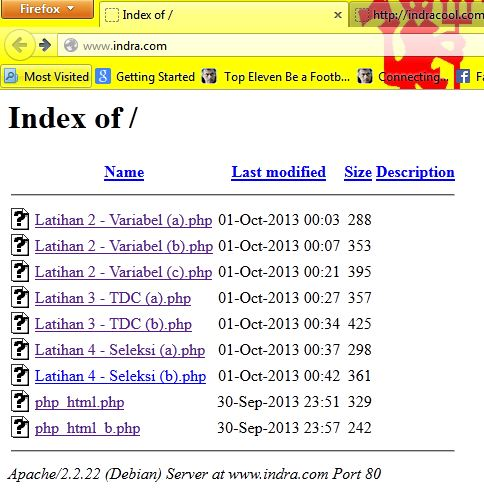 Firefox
Index of /
http://indracool.com
www.indra.com
Most Visited Getting Started Top Eleven Be a Footb... Connecting...
Index of /
Name Last modified Size Description
Latihan 2 - Variabel (a).php 01-Oct-2013 00:03 288
Latihan 2 - Variabel (b).php 01-Oct-2013 00:07 353
Latihan 2 - Variabel (c).php 01-Oct-2013 00:21 395
Latihan 3 - TDC (a).php 01-Oct-2013 00:27 357
Latihan 3 - TDC (b).php 01-Oct-2013 00:34 425
Latihan 4 - Seleksi (a).php 01-Oct-2013 00:37 298
Latihan 4 - Seleksi (b).php 01-Oct-2013 00:42 361
php_html.php 30-Sep-2013 23:51 329
php_html_b.php 30-Sep-2013 23:57 242
Apache/2.2.22 (Debian) Server at www.indra.com Port 80